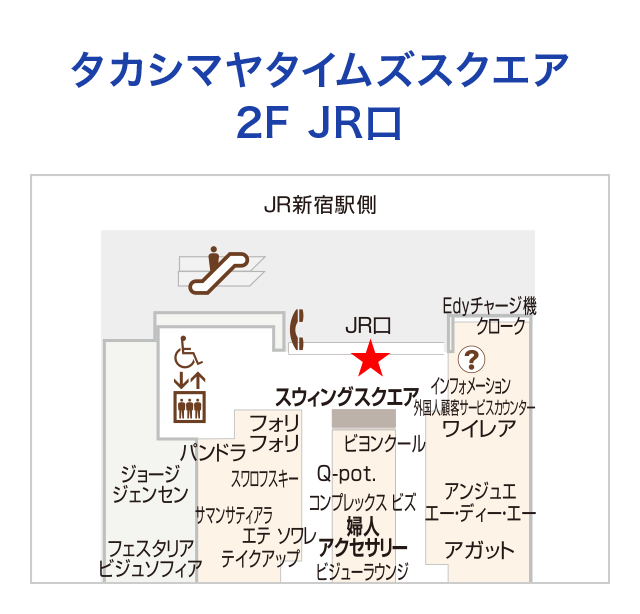 タカシマヤタイムズスクエア
2F JR口
JR新宿駅側
Edyチャージ機
クローク
JR口
?
インフォメーション
外国人顧客サービスカウンター
スウィングスクエア
フォリ
フォリ
ビヨンクール
ワイレア
パンドラ
ジョージ
ジェンセン
スワロフスキー
Q-pot.
アンジュエ
エー・ディー・エー
コンプレックス ビズ
サマンサティアラ
エテ ソワレ
テイクアップ
婦人
アクセサリー
ビジューラウンジ
アガット
フェスタリア
ビジュソフィア